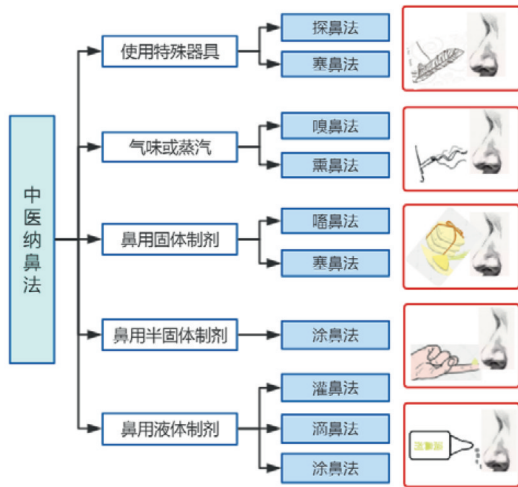 中医纳鼻法
使用特殊器具
探鼻法
塞鼻法
气味或蒸汽
嗅鼻法
熏鼻法
鼻用固体制剂
嗜鼻法
塞鼻法
鼻用半固体制剂
涂鼻法
鼻用液体制剂
灌鼻法
滴鼻法
涂鼻法